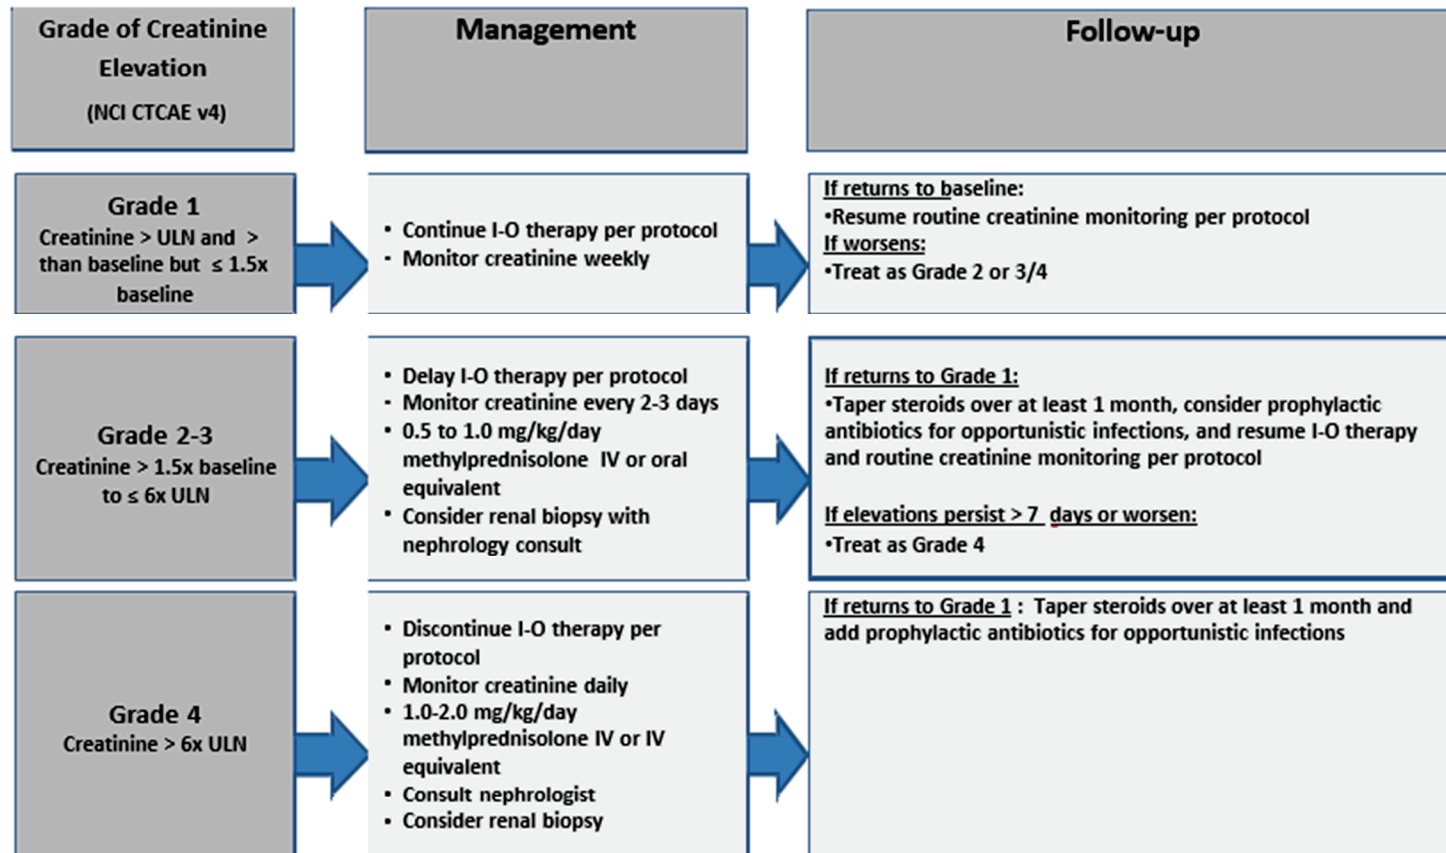 Grade of Creatinine
Elevation
(NCI CTCAE v4)
Management
Follow-up
Grade 1
Creatinine > ULN and >
than baseline but ≤ 1.5x
baseline
• Continue I-O therapy per protocol
- Monitor creatinine weekly
If returns to baseline:
•Resume routine creatinine monitoring per protocol
If worsens:
•Treat as Grade 2 or 3/4
Grade 2-3
Creatinine > 1.5x baseline
to ≤ 6x ULN
• Delay I-O therapy per protocol
- Monitor creatinine every 2-3 days
• 0.5 to 1.0 mg/kg/day
methylprednisolone IV or oral
equivalent
• Consider renal biopsy with
nephrology consult
If returns to Grade 1:
•Taper steroids over at least 1 month, consider prophylactic
antibiotics for opportunistic infections, and resume I-O therapy
and routine creatinine monitoring per protocol
If elevations persist > 7 days or worsen:
•Treat as Grade 4
Grade 4
Creatinine > 6x ULN
• Discontinue I-O therapy per
protocol
• Monitor creatinine daily
• 1.0-2.0 mg/kg/day
methylprednisolone IV or IV
equivalent
• Consult nephrologist
• Consider renal biopsy
If returns to Grade 1 : Taper steroids over at least 1 month and
add prophylactic antibiotics for opportunistic infections